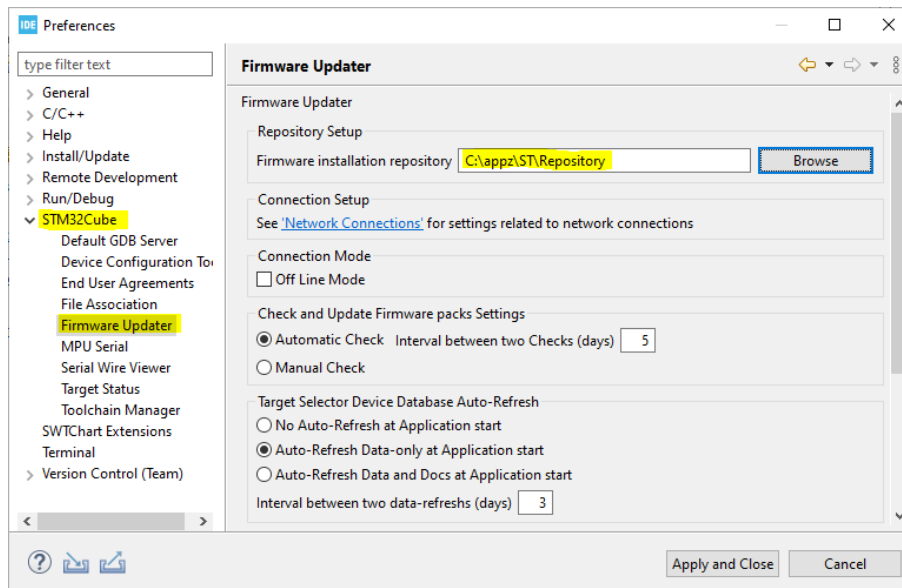 IDE Preferences
type filter text
General
C/C++
Help
Install/Update
Remote Development
Run/Debug
STM32Cube
Default GDB Server
Device Configuration To
End User Agreements
File Association
Firmware Updater
MPU Serial
Serial Wire Viewer
Target Status
Toolchain Manager
SWTChart Extensions
Terminal
Version Control (Team)
Firmware Updater
Firmware Updater
Repository Setup
Firmware installation repository C:\appz\ST\Repository Browse
Connection Setup
See 'Network Connections' for settings related to network connections
Connection Mode
Off Line Mode
Check and Update Firmware packs Settings
Automatic Check Interval between two Checks (days) 5
Manual Check
Target Selector Device Database Auto-Refresh
No Auto-Refresh at Application start
Auto-Refresh Data-only at Application start
Auto-Refresh Data and Docs at Application start
Interval between two data-refreshs (days) 3
? Apply and Close Cancel